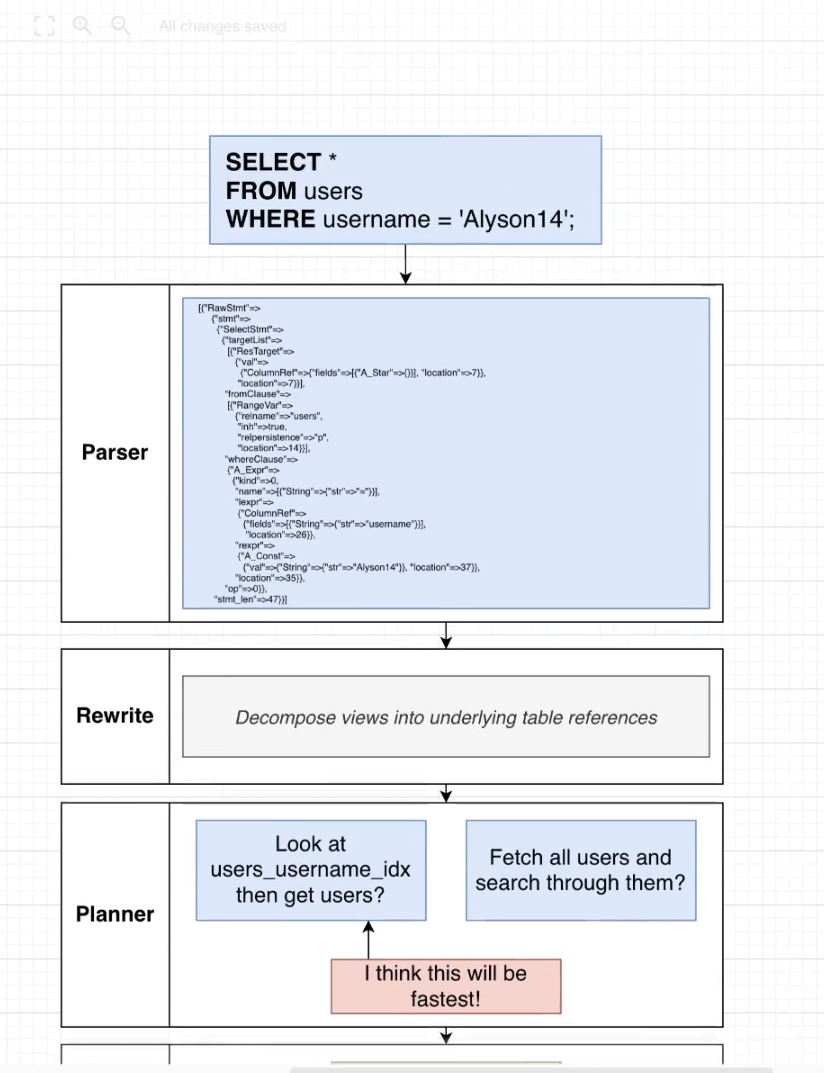 All changes saved
SELECT *
FROM users
WHERE username = 'Alyson14';
Parser
[{"RawStmt"=>
{"stmt"=>
{"SelectStmt"=>
{"targetList"=>
[{"ResTarget"=>
{"val"=>
{"ColumnRef"=>{"fields"=>[{"A_Star"=>{}}], "location"=>7}},
"location"=>7}}],
"fromClause"=>
[{"RangeVar"=>
{"relname"=>"users",
"inh"=>true,
"relpersistence"=>"p",
"location"=>14}}],
"whereClause"=>
{"A_Expr"=>
{"kind"=>0,
"name"=>[{"String"=>{"str"=>"="}}],
"lexpr"=>
{"ColumnRef"=>
{"fields"=>[{"String"=>{"str"=>"username"}}],
"location"=>26}},
"rexpr"=>
{"A_Const"=>
{"val"=>{"String"=>{"str"=>"Alyson14"}}, "location"=>37}},
"location"=>35}},
"op"=>0}},
"stmt_len"=>47}}]
Rewrite
Decompose views into underlying table references
Planner
Look at
users_username_idx
then get users?
Fetch all users and
search through them?
I think this will be
fastest!